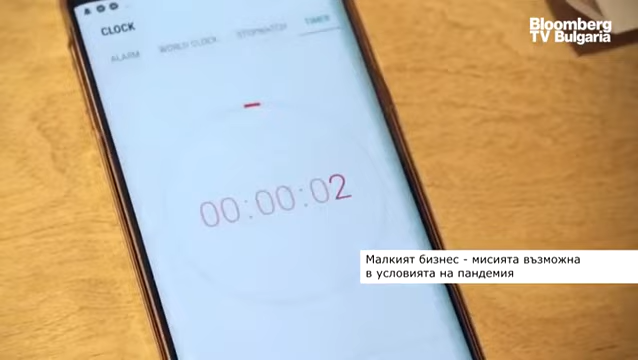 Bloomberg
TV Bulgaria
CLOCK
ALARM
WORLD CLOCK
STOPWATCH
TIMER
00:00:02
Малкият бизнес - мисията възможна
в условията на пандемия